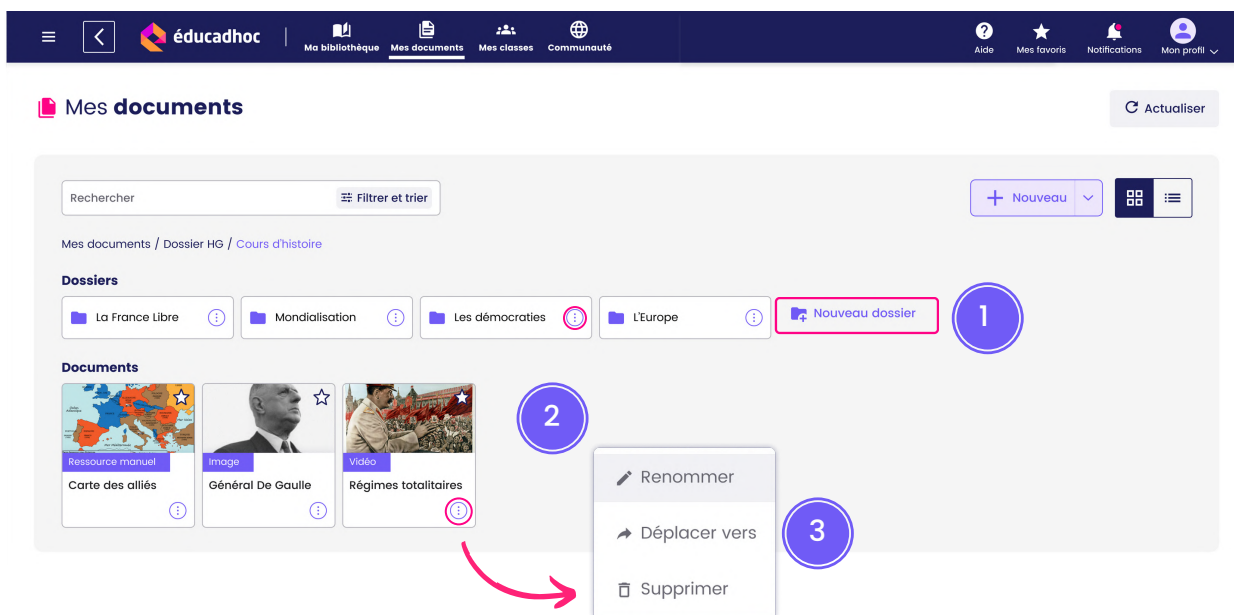 éducadhoc
Ma bibliothèque
Mes documents
Mes classes
Communauté
Aide
Mes favoris
Notifications
Mon profil
Mes documents
Actualiser
Rechercher
Filtrer et trier
Nouveau
Mes documents / Dossier HG / Cours d'histoire
Dossiers
La France Libre
Mondialisation
Les démocraties
L'Europe
Nouveau dossier
1
Documents
2
Ressource manuel
Image
Vidéo
Carte des alliés
Général De Gaulle
Régimes totalitaires
Renommer
Déplacer vers
3
Supprimer